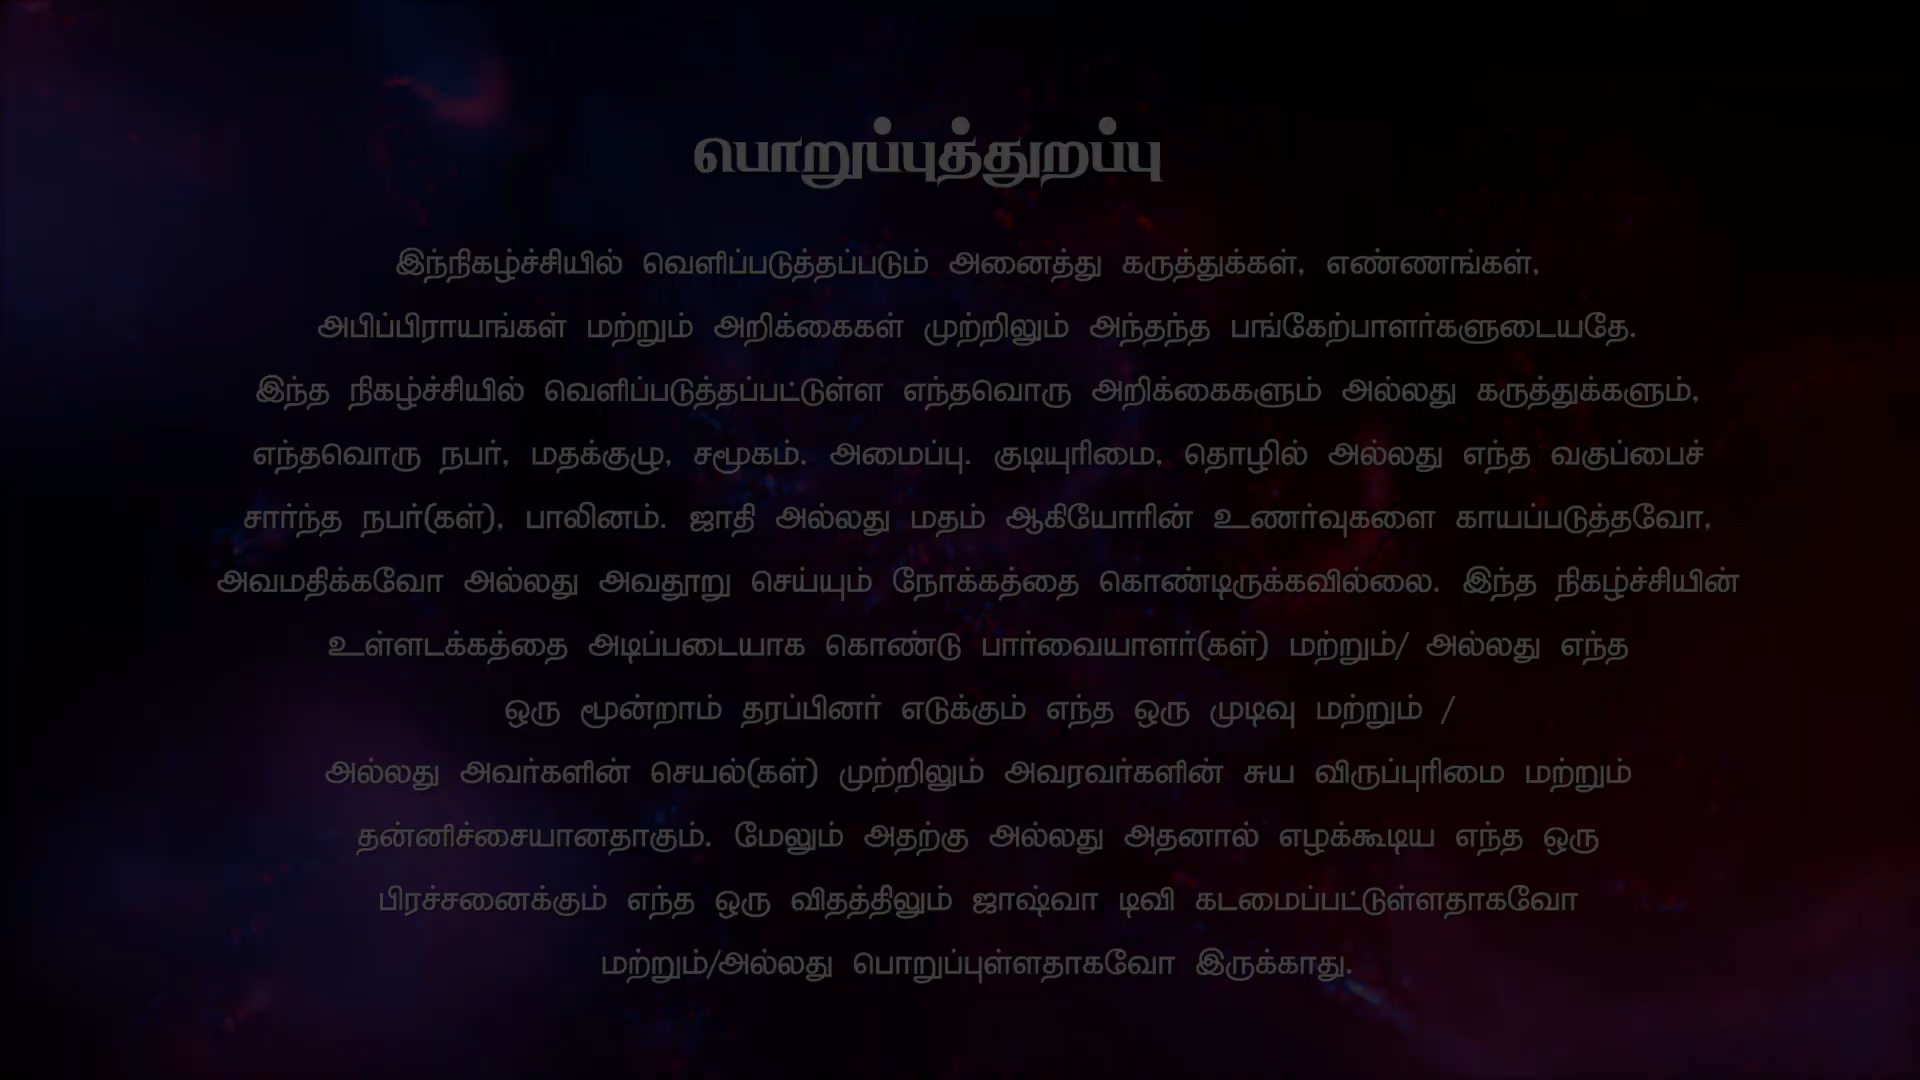 பொறுப்புத்துறப்பு
இந்நிகழ்ச்சியில் வெளிப்படுத்தப்படும் அனைத்து கருத்துக்கள், எண்ணங்கள்,
அபிப்பிராயங்கள் மற்றும் அறிக்கைகள் முற்றிலும் அந்தந்த பங்கேற்பாளர்களுடையதே.
இந்த நிகழ்ச்சியில் வெளிப்படுத்தப்பட்டுள்ள எந்தவொரு அறிக்கைகளும் அல்லது கருத்துக்களும்,
எந்தவொரு நபர், மதக்குழு, சமூகம். அமைப்பு. குடியுரிமை, தொழில் அல்லது எந்த வகுப்பைச்
சார்ந்த நபர்(கள்), பாலினம். ஜாதி அல்லது மதம் ஆகியோரின் உணர்வுகளை காயப்படுத்தவோ,
அவமதிக்கவோ அல்லது அவதூறு செய்யும் நோக்கத்தை கொண்டிருக்கவில்லை. இந்த நிகழ்ச்சியின்
உள்ளடக்கத்தை அடிப்படையாக கொண்டு பார்வையாளர்(கள்) மற்றும்/ அல்லது எந்த
ஒரு மூன்றாம் தரப்பினர் எடுக்கும் எந்த ஒரு முடிவு மற்றும் /
அல்லது அவர்களின் செயல்(கள்) முற்றிலும் அவரவர்களின் சுய விருப்புரிமை மற்றும்
தன்னிச்சையானதாகும். மேலும் அதற்கு அல்லது அதனால் எழக்கூடிய எந்த ஒரு
பிரச்சனைக்கும் எந்த ஒரு விதத்திலும் ஜாஷ்வா டிவி கடமைப்பட்டுள்ளதாகவோ
மற்றும்/அல்லது பொறுப்புள்ளதாகவோ இருக்காது.